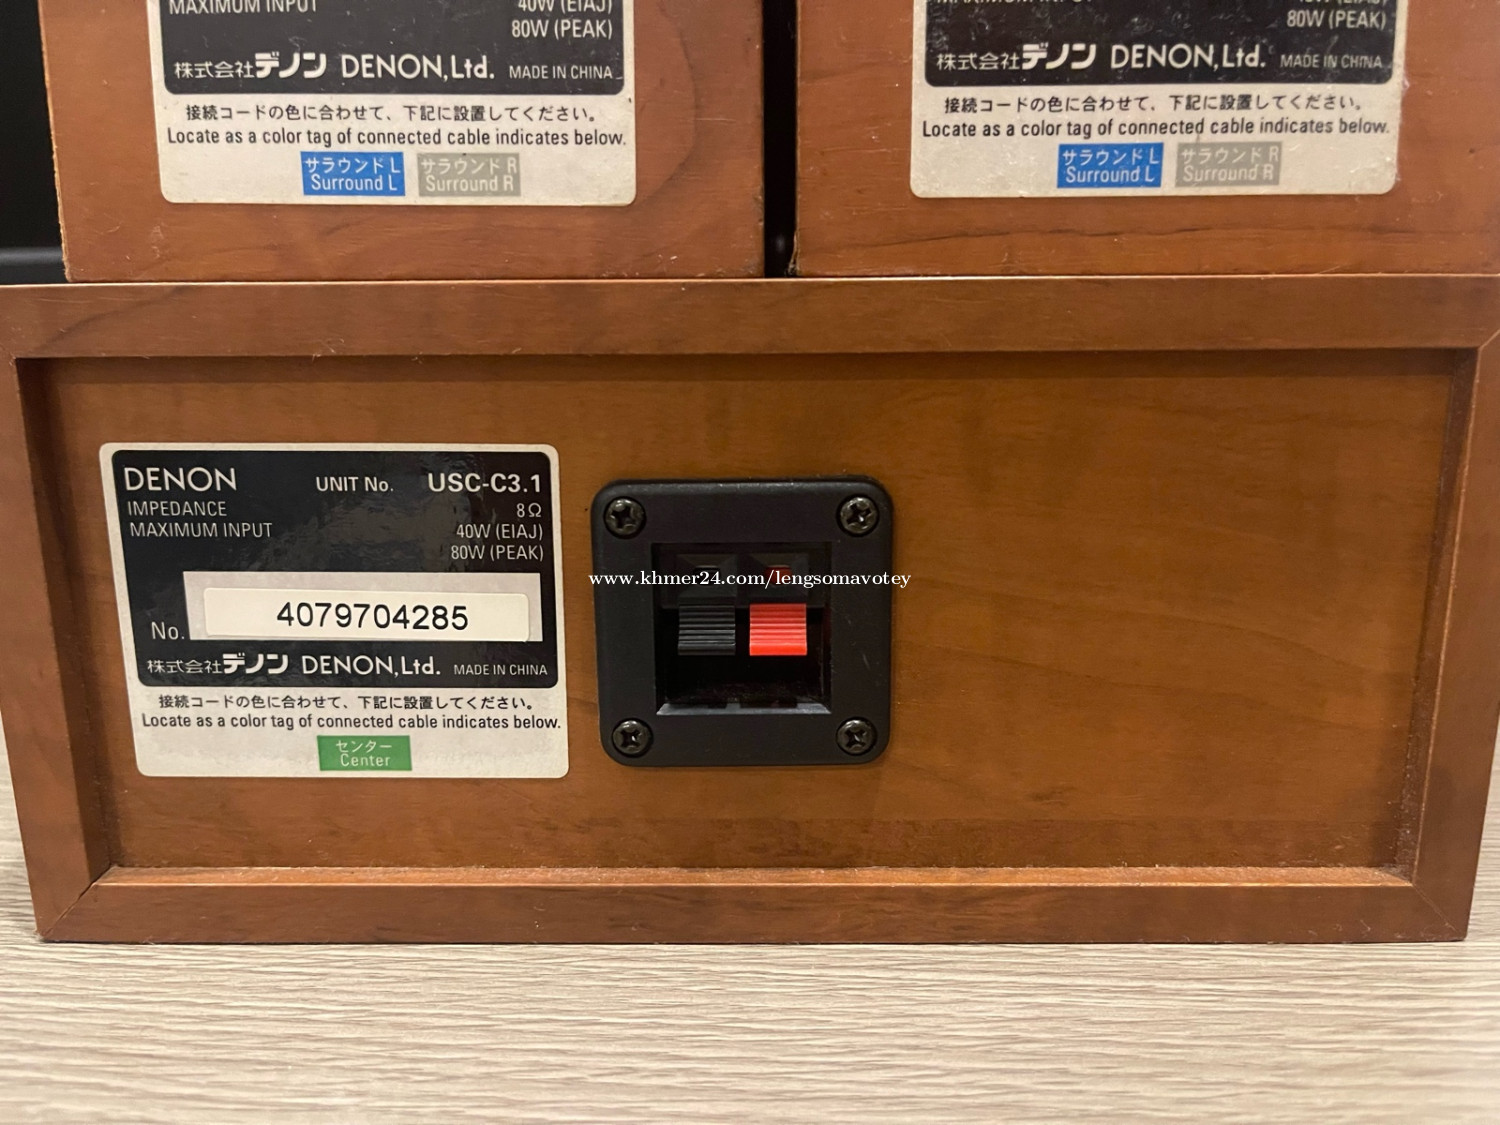 MAXIMUM INPUT 40W (EIAJ)
80W (PEAK)
株式会社デノン DENON,Ltd. MADE IN CHINA
接続コードの色に合わせて、下記に設置してください。
Locate as a color tag of connected cable indicates below.
サラウンド L サラウンド R
Surround L Surround R
MAXIMUM INPUT 40W (EIAJ)
80W (PEAK)
株式会社デノン DENON,Ltd. MADE IN CHINA
接続コードの色に合わせて、下記に設置してください。
Locate as a color tag of connected cable indicates below.
サラウンド L サラウンド R
Surround L Surround R
DENON UNIT No. USC-C3.1
IMPEDANCE 8Ω
MAXIMUM INPUT 40W (EIAJ)
80W (PEAK)
No. 4079704285
株式会社デノン DENON,Ltd. MADE IN CHINA
接続コードの色に合わせて、下記に設置してください。
Locate as a color tag of connected cable indicates below.
センター
Center
www.khmer24.com/lengsomavotey